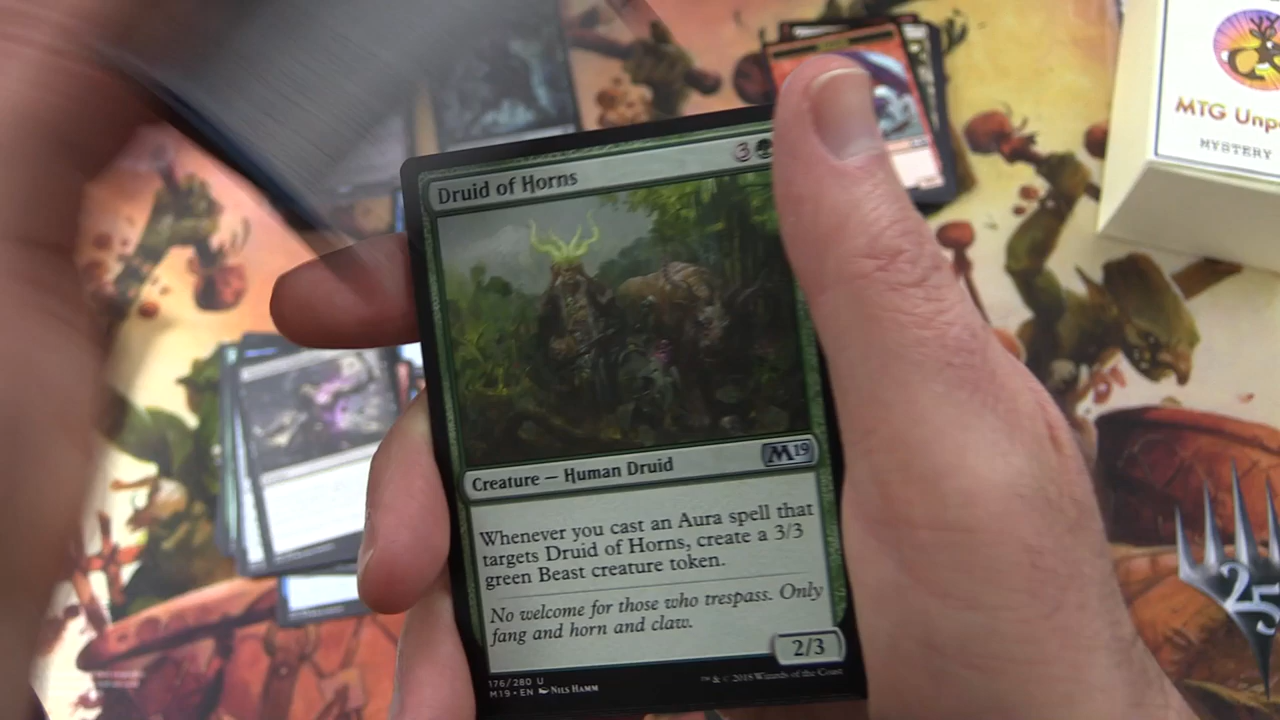 MTG Unp
MYSTERY
Druid of Horns
3
Creature — Human Druid
M19
Whenever you cast an Aura spell that
targets Druid of Horns, create a 3/3
green Beast creature token.
No welcome for those who trespass. Only
fang and horn and claw.
2/3
176/280 U
M19 • EN NILS HAMM
™ & © 2018 Wizards of the Coast
25